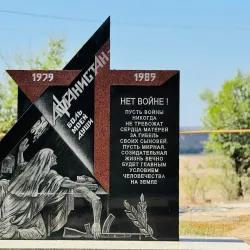 1979
1989
АФГАНИСТАН
БОЛЬ
МОЕЙ
ДУШИ
НЕТ ВОЙНЕ!
ПУСТЬ ВОЙНЫ
НИКОГДА
НЕ ТРЕВОЖАТ
СЕРДЦА МАТЕРЕЙ
ЗА ГИБЕЛЬ
СВОИХ СЫНОВЕЙ.
ПУСТЬ МИРНАЯ,
СОЗИДАТЕЛЬНАЯ
ЖИЗНЬ ВЕЧНО
БУДЕТ ГЛАВНЫМ
УСЛОВИЕМ
ЧЕЛОВЕЧЕСТВА
НА ЗЕМЛЕ